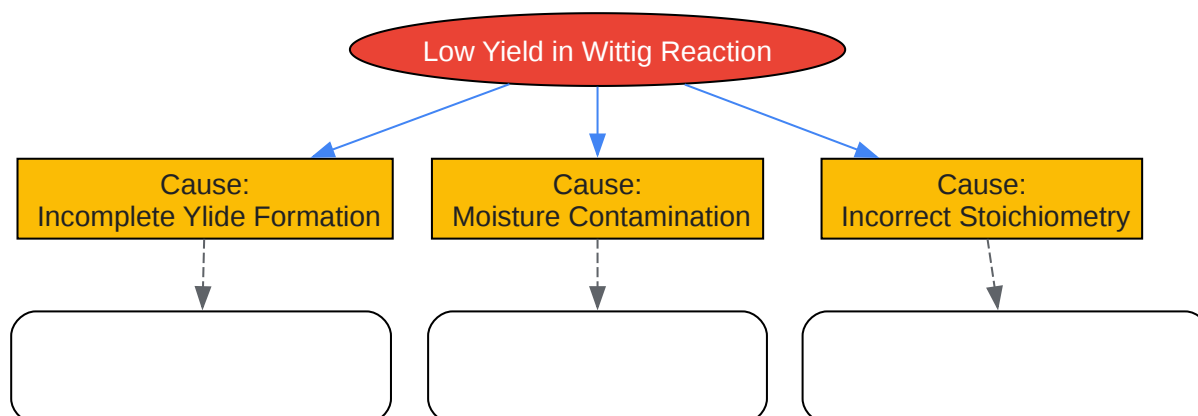 Low Yield in Wittig Reaction
Cause:
Incomplete Ylide Formation
Cause:
Moisture Contamination
Cause:
Incorrect Stoichiometry